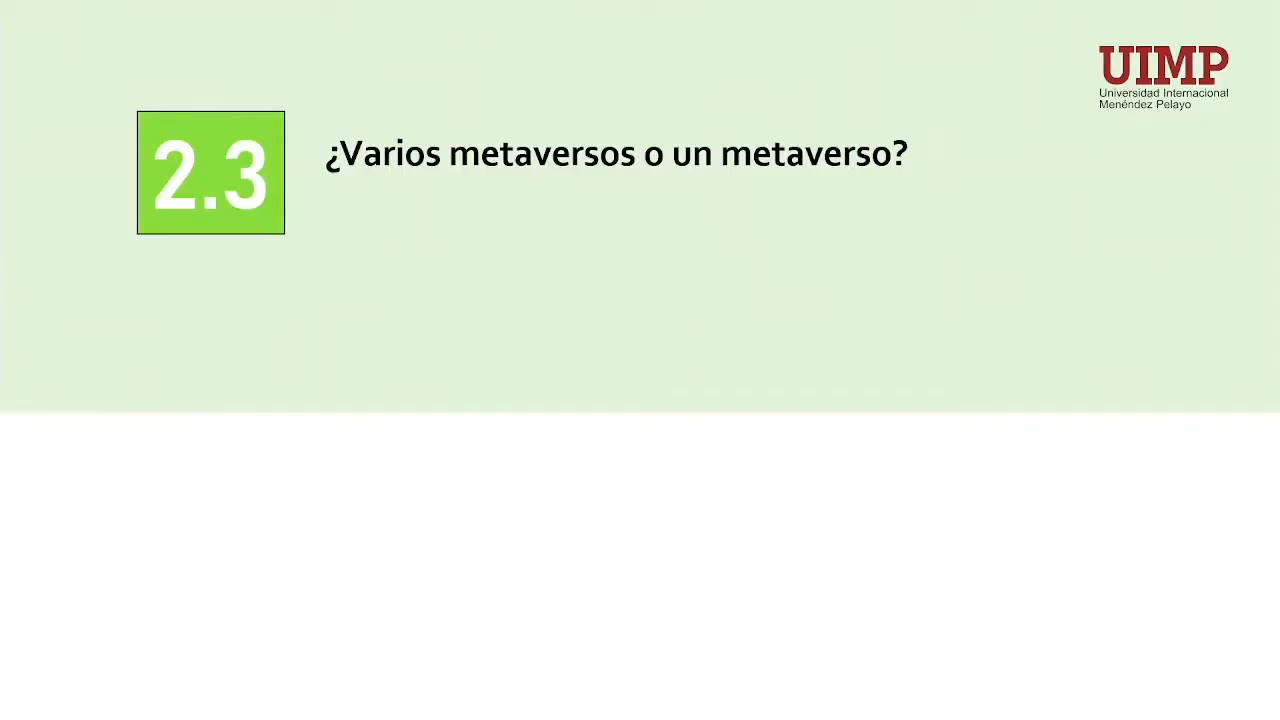 UIMP
Universidad Internacional
Menéndez Pelayo
2.3
¿Varios metaversos o un metaverso?